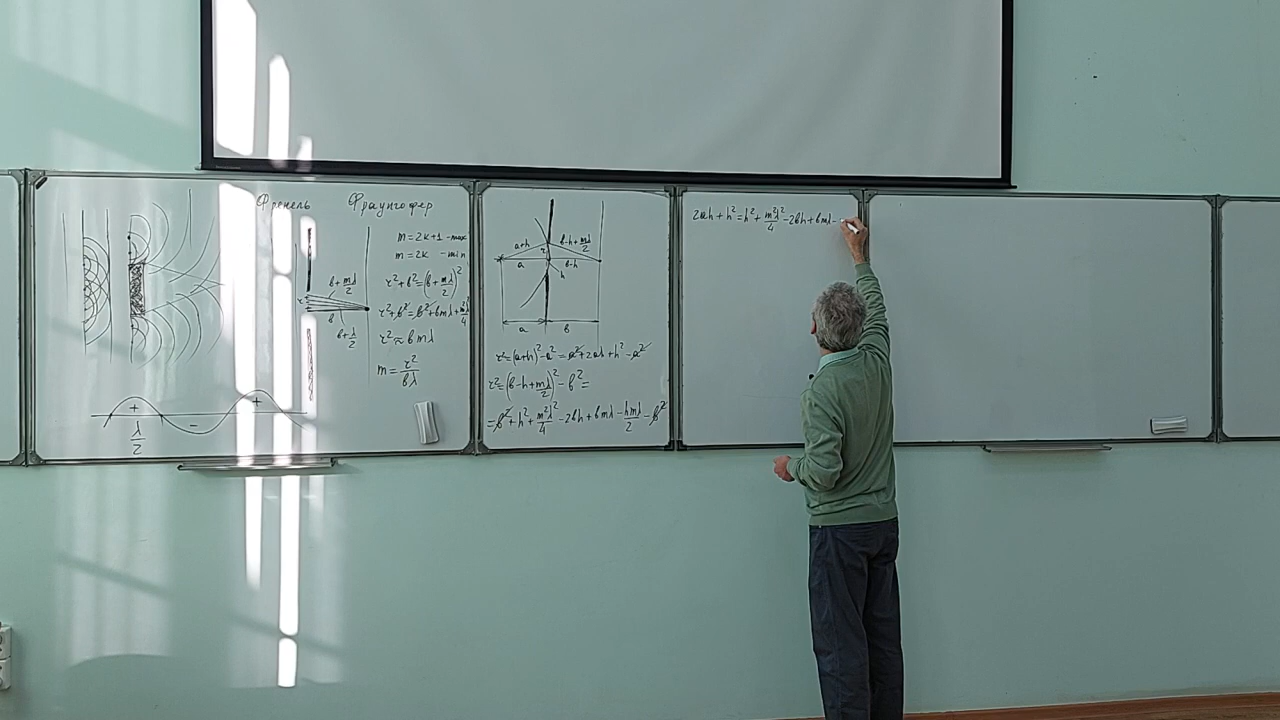 Френель Фраунгофер
m=2k+1 -max
m=2k -min
r²+b²=(b+mλ/2)²
r²+b²=b²+bmλ+m²λ²/4
r²≈bmλ
m=r²/bλ
b+mλ/2
r
b
b+λ/2
+ - +
λ/2
a+h
b-h+mλ/2
r
a
b-h
h
a b
r²=(a+h)²-a²=a²+2ah+h²-a²
r²=(b-h+mλ/2)²-b²=
=b²+h²+m²λ²/4-2bh+bmλ-hmλ/2-b²
2ah+h²=h²+m²λ²/4-2bh+bmλ-